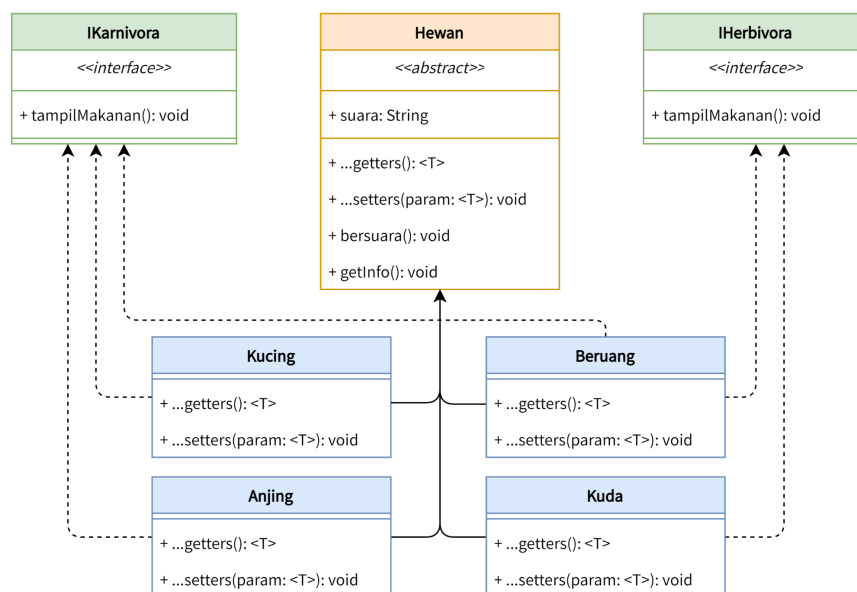 IKarnivora
<<interface>>
+ tampilMakanan(): void
Hewan
<<abstract>>
+ suara: String
+ ...getters(): <T>
+ ...setters(param: <T>): void
+ bersuara(): void
+ getInfo(): void
IHerbivora
<<interface>>
+ tampilMakanan(): void
Kucing
+ ...getters(): <T>
+ ...setters(param: <T>): void
Beruang
+ ...getters(): <T>
+ ...setters(param: <T>): void
Anjing
+ ...getters(): <T>
+ ...setters(param: <T>): void
Kuda
+ ...getters(): <T>
+ ...setters(param: <T>): void